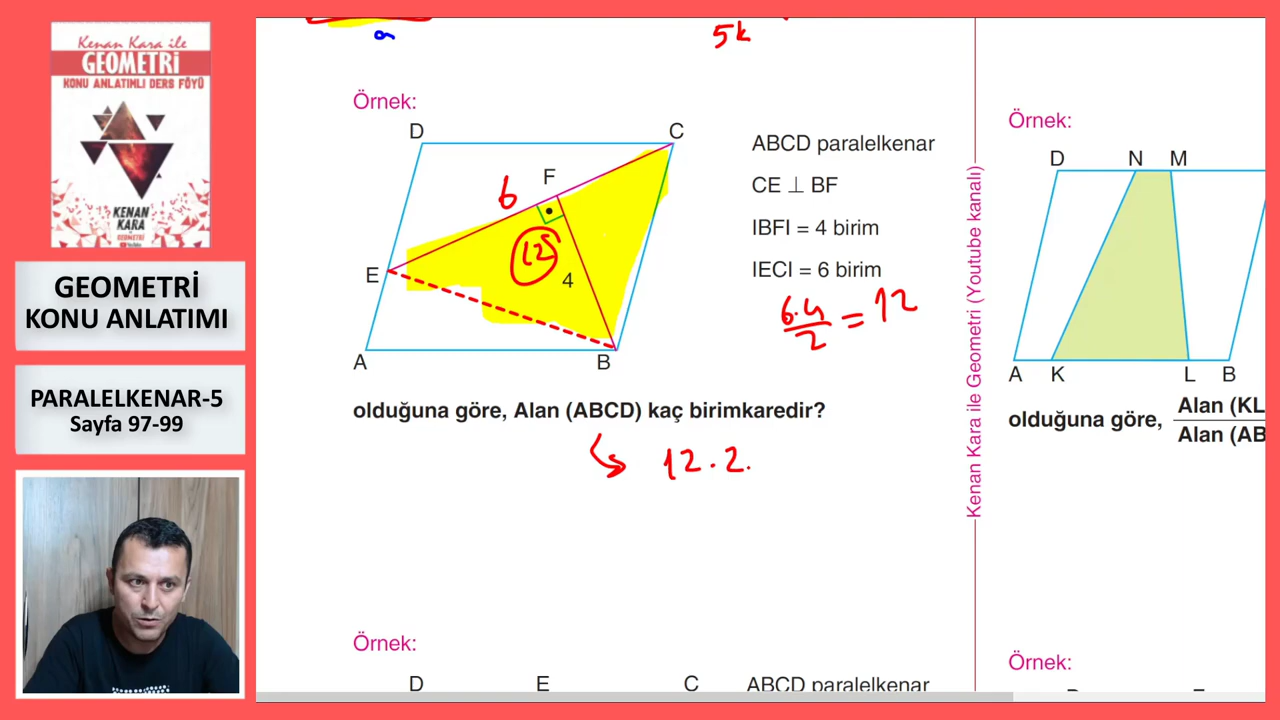 Kenan Kara ile
GEOMETRİ
KONU ANLATIMLI DERS FÖYÜ
KENAN
KARA
GEOMETRİ KONU ANLATIMI
PARALELKENAR-5
Sayfa 97-99
a
5k
Örnek:
D
C
F
6
E
12
4
A
B
ABCD paralelkenar
CE ⊥ BF
IBFI = 4 birim
IECI = 6 birim
6.4/2 = 12
olduğuna göre, Alan (ABCD) kaç birimkaredir?
12.2.
Örnek:
D E C ABCD paralelkenar
Kenan Kara ile Geometri (Youtube kanalı)
Örnek:
D N M
A K L B
olduğuna göre, Alan (KL
Alan (AB
Örnek: